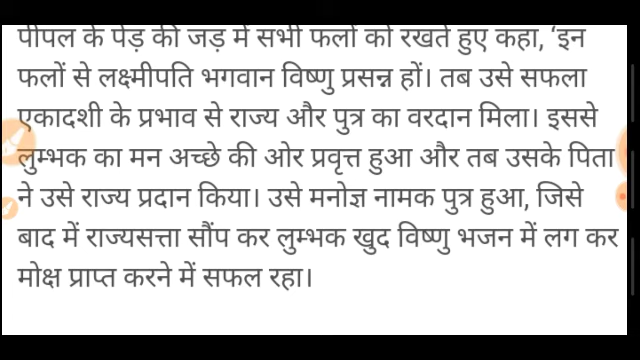 पीपल के पेड़ की जड़ में सभी फलों को रखते हुए कहा, ‘इन
फलों से लक्ष्मीपति भगवान विष्णु प्रसन्न हों। तब उसे सफला
एकादशी के प्रभाव से राज्य और पुत्र का वरदान मिला। इससे
लुम्भक का मन अच्छे की ओर प्रवृत्त हुआ और तब उसके पिता
ने उसे राज्य प्रदान किया। उसे मनोज्ञ नामक पुत्र हुआ, जिसे
बाद में राज्यसत्ता सौंप कर लुम्भक खुद विष्णु भजन में लग कर
मोक्ष प्राप्त करने में सफल रहा।